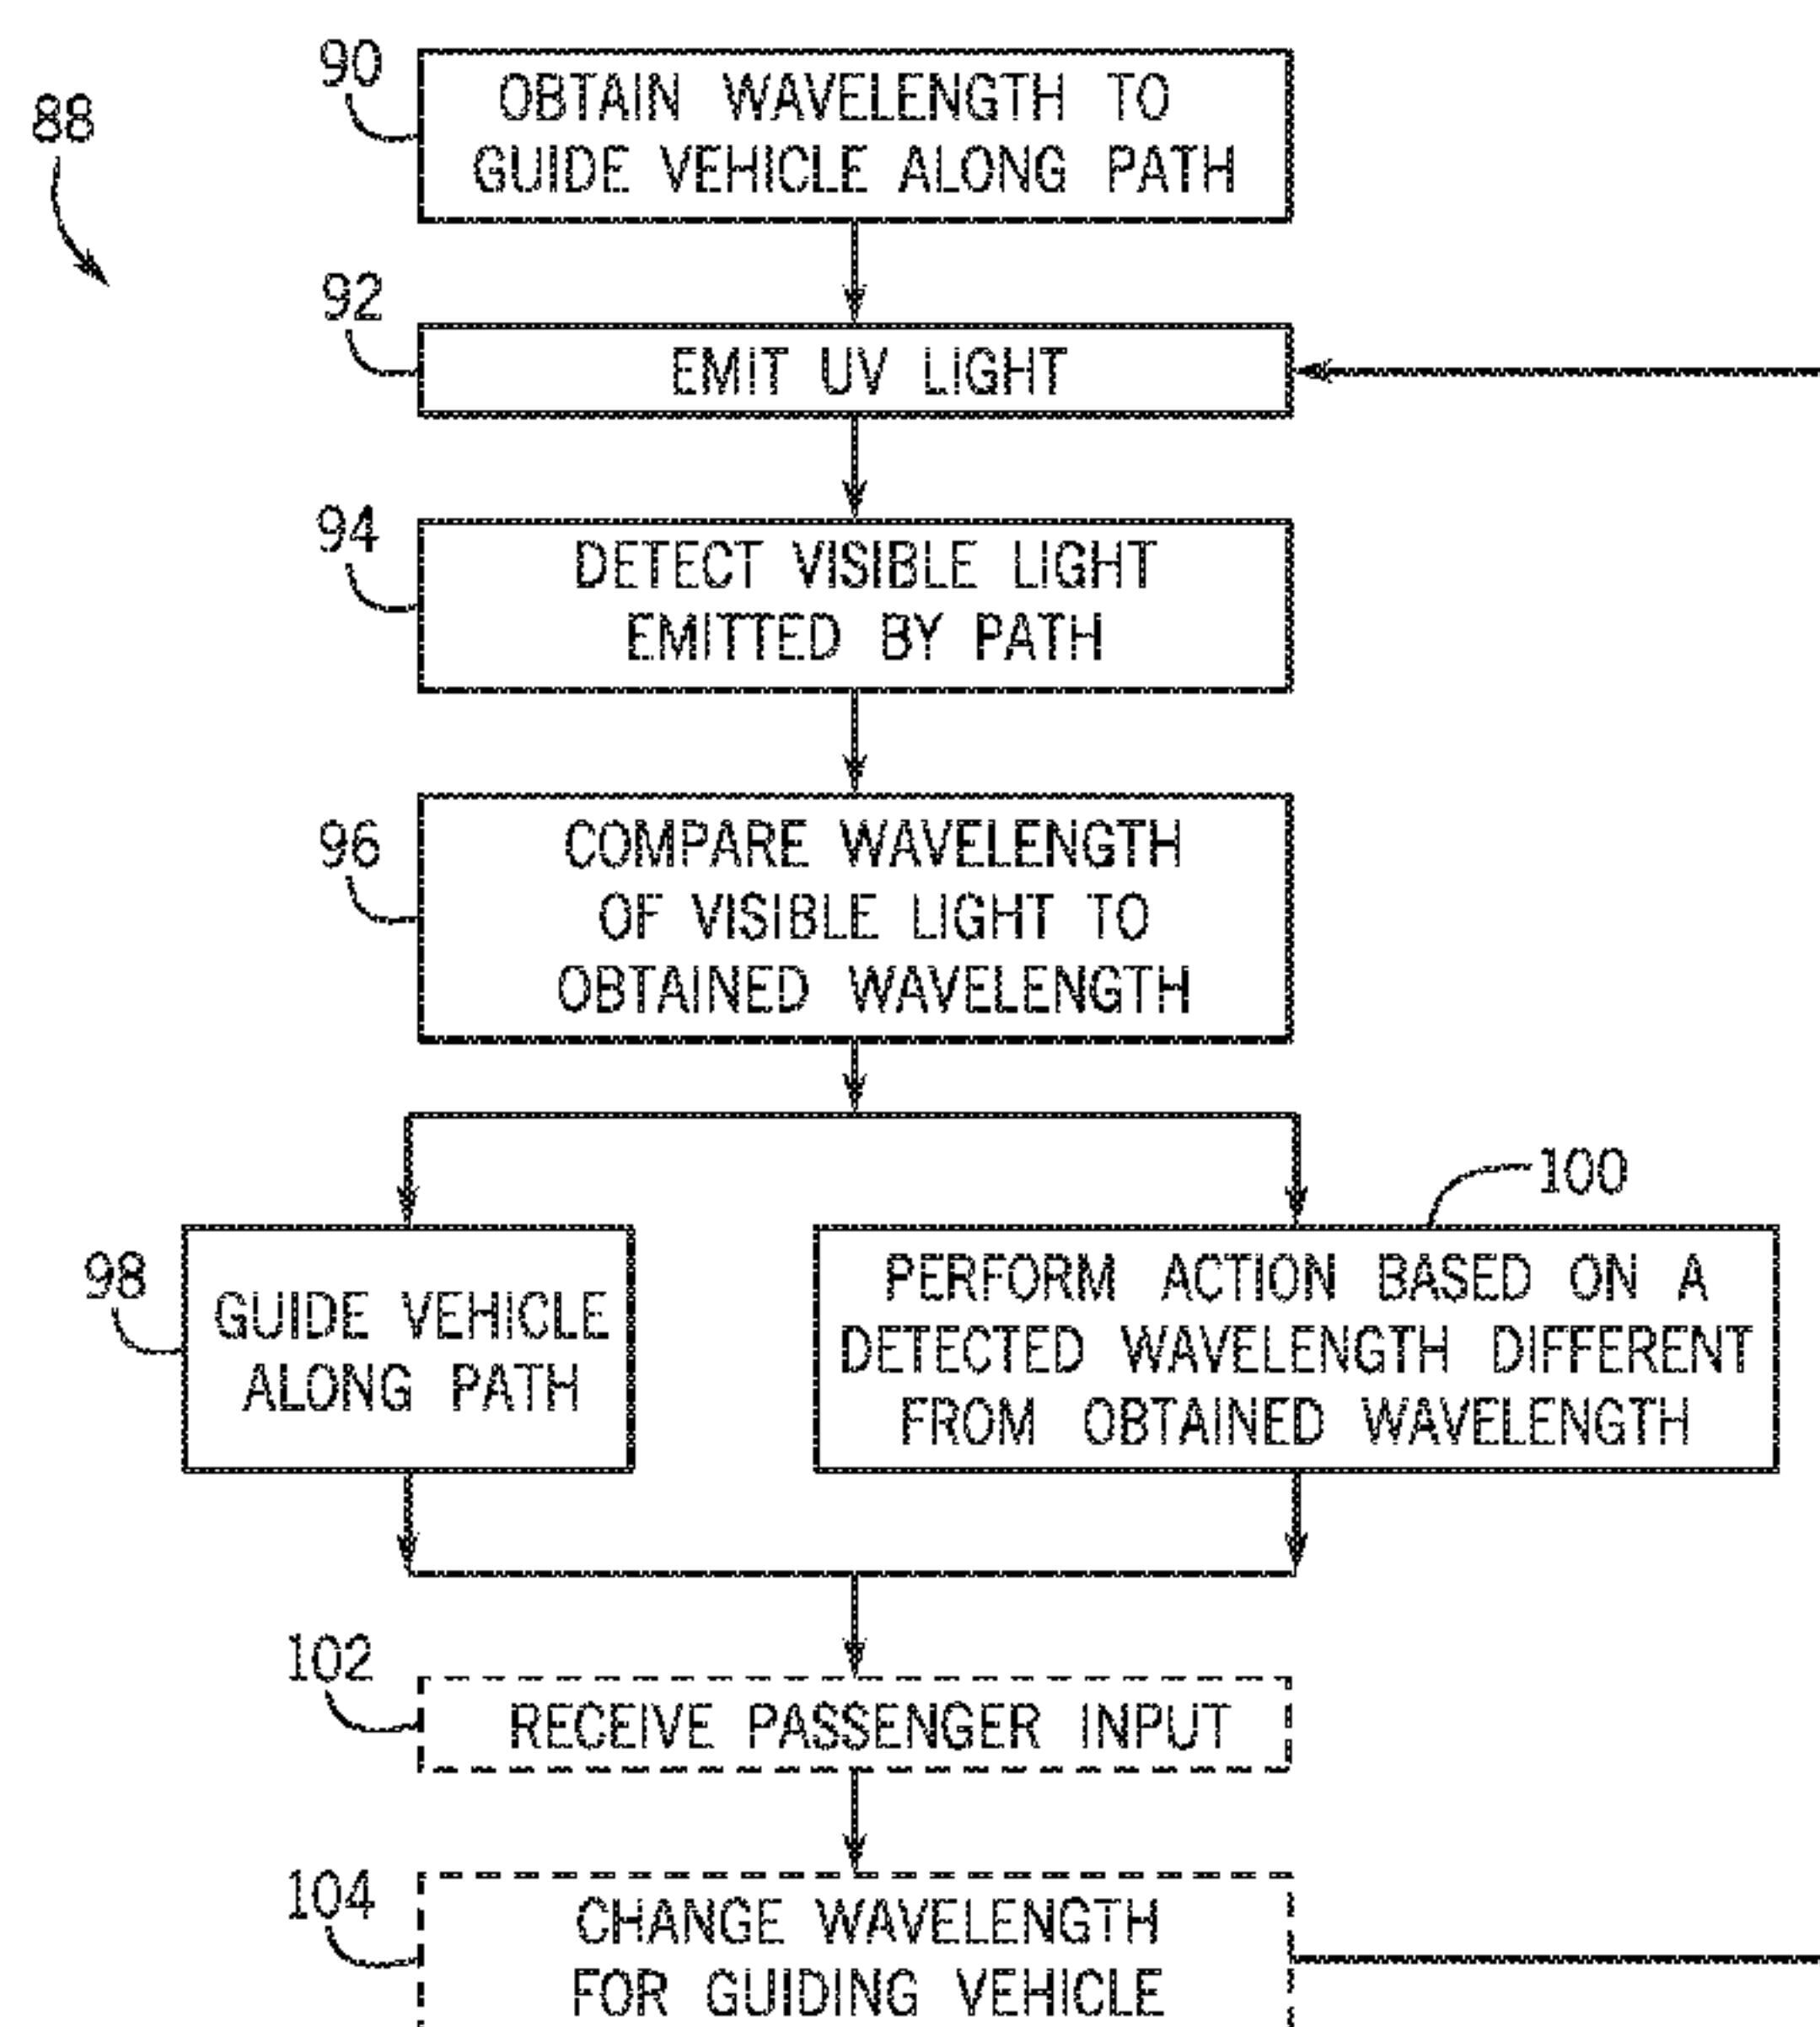 88
90
OBTAIN WAVELENGTH TO
GUIDE VEHICLE ALONG PATH
92
EMIT UV LIGHT
94
DETECT VISIBLE LIGHT
EMITTED BY PATH
96
COMPARE WAVELENGTH
OF VISIBLE LIGHT TO
OBTAINED WAVELENGTH
98
GUIDE VEHICLE
ALONG PATH
100
PERFORM ACTION BASED ON A
DETECTED WAVELENGTH DIFFERENT
FROM OBTAINED WAVELENGTH
102
RECEIVE PASSENGER INPUT
104
CHANGE WAVELENGTH
FOR GUIDING VEHICLE